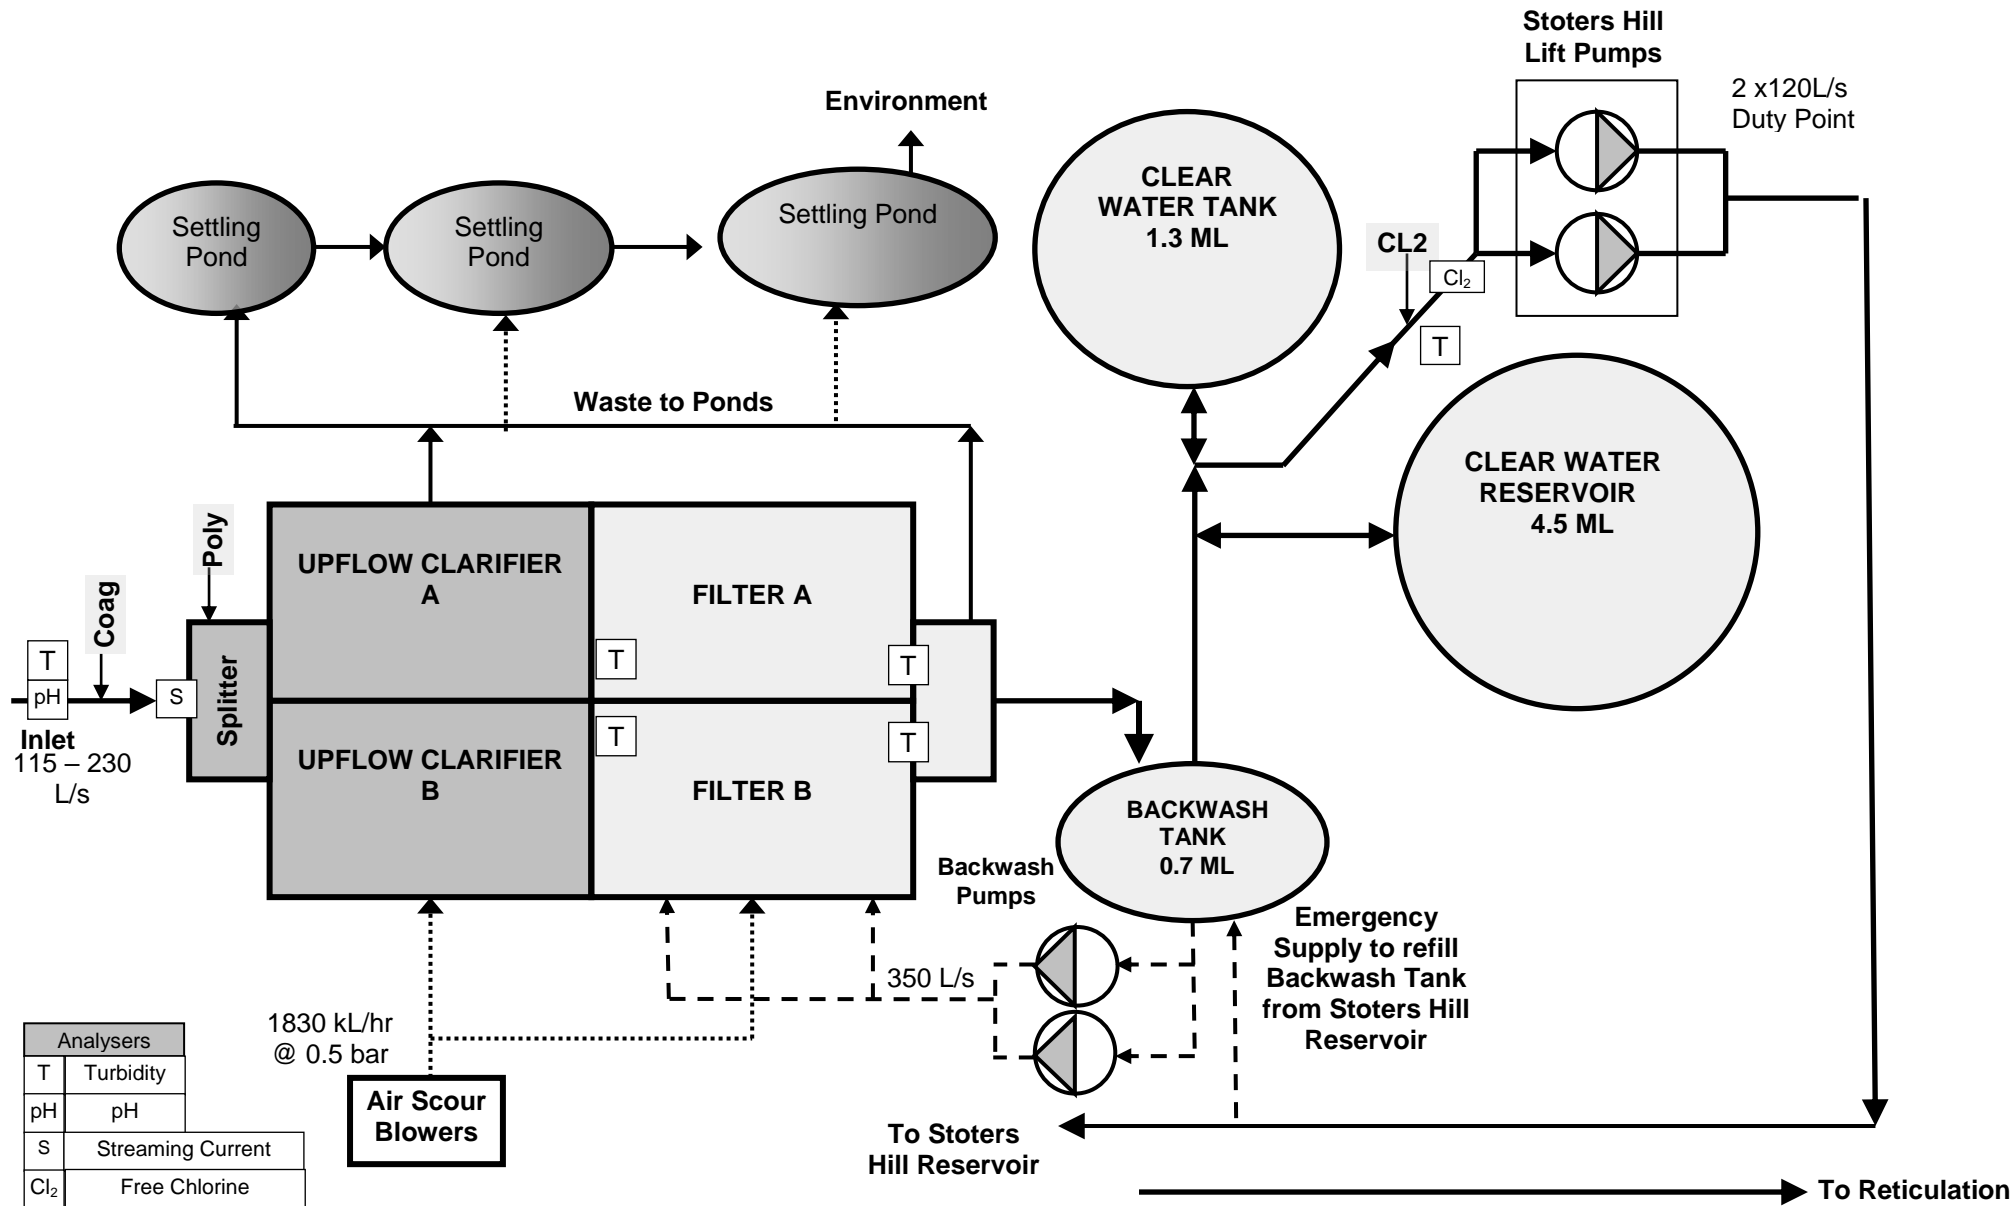 Stoters Hill
Lift Pumps
2 x120L/s
Duty Point
Environment
CLEAR
WATER TANK
1.3 ML
Settling
Pond
Settling
Pond
Settling Pond
CL2
Cl₂
T
Waste to Ponds
CLEAR WATER
RESERVOIR
4.5 ML
Poly
Coag
UPFLOW CLARIFIER
A
FILTER A
T
pH
S
Splitter
T
T
T
T
Inlet
115 – 230
L/s
UPFLOW CLARIFIER
B
FILTER B
BACKWASH
TANK
0.7 ML
Backwash
Pumps
350 L/s
Emergency
Supply to refill
Backwash Tank
from Stoters Hill
Reservoir
1830 kL/hr
@ 0.5 bar
Air Scour
Blowers
To Stoters
Hill Reservoir
To Reticulation
Analysers
T Turbidity
pH pH
S Streaming Current
Cl₂ Free Chlorine